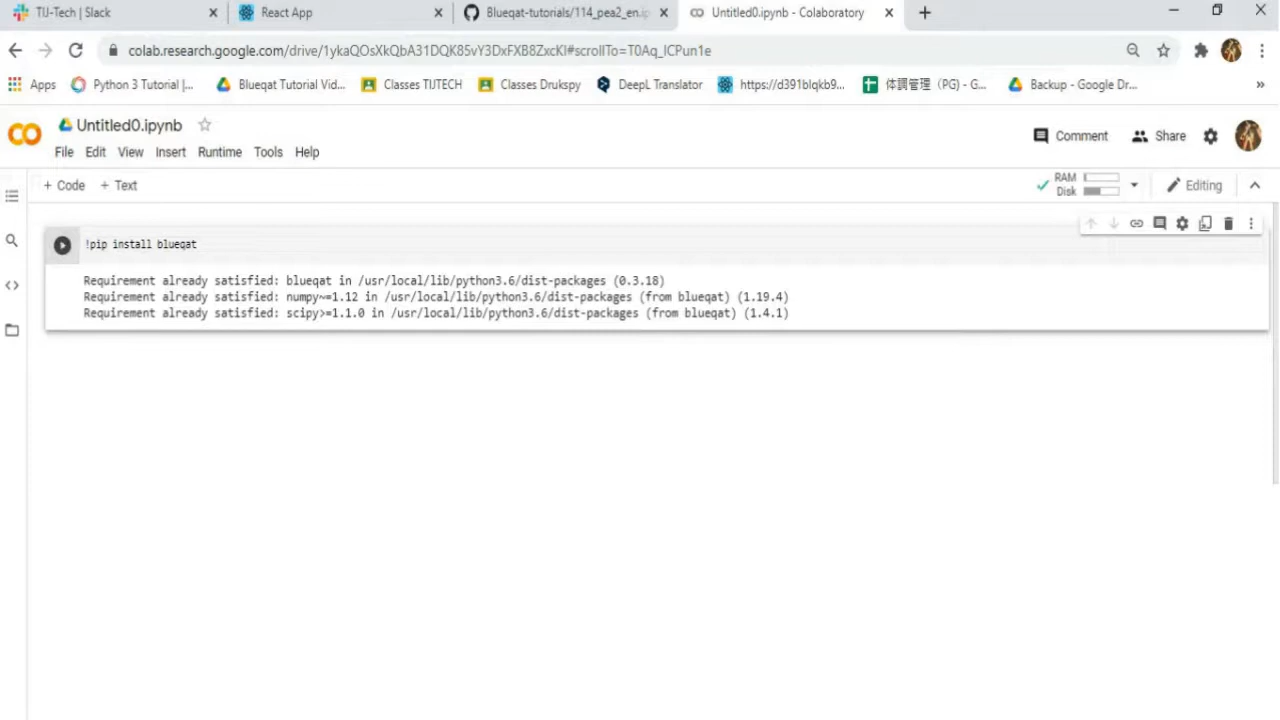 TIJ-Tech | Slack
React App
Blueqat-tutorials/114_pea2_en.ip
Untitled0.ipynb - Colaboratory
colab.research.google.com/drive/1ykaQOsXkQbA31DQK85vY3DxFXB8ZxcKI#scrollTo=T0Aq_ICPun1e
Apps
Python 3 Tutorial |...
Blueqat Tutorial Vid...
Classes TIJTECH
Classes Drukspy
DeepL Translator
https://d391blqkb9...
体調管理（PG) - G...
Backup - Google Dr...
»
Untitled0.ipynb
File Edit View Insert Runtime Tools Help
Comment
Share
+ Code + Text
RAM
Disk
Editing
!pip install blueqat
Requirement already satisfied: blueqat in /usr/local/lib/python3.6/dist-packages (0.3.18)
Requirement already satisfied: numpy~=1.12 in /usr/local/lib/python3.6/dist-packages (from blueqat) (1.19.4)
Requirement already satisfied: scipy>=1.1.0 in /usr/local/lib/python3.6/dist-packages (from blueqat) (1.4.1)